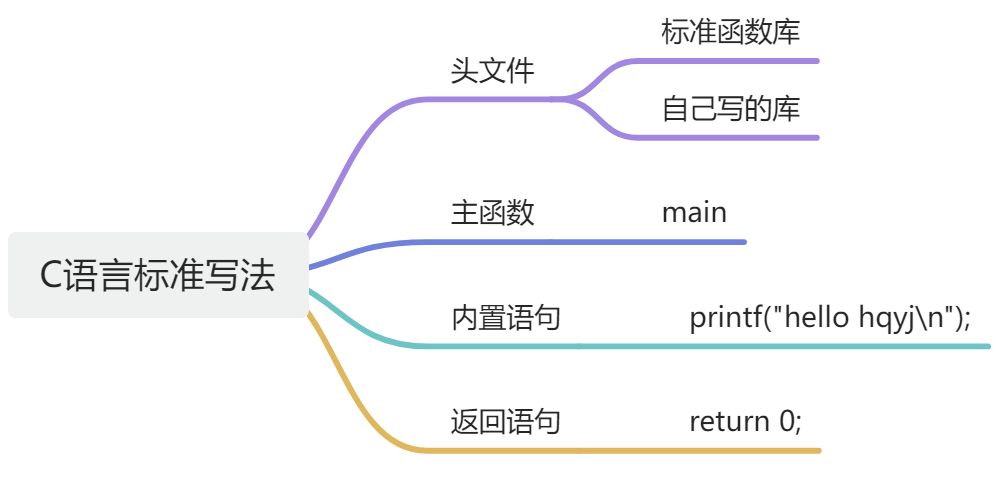 C语言标准写法
头文件
标准函数库
自己写的库
主函数
main
内置语句
printf("hello hqyj\n");
返回语句
return 0;